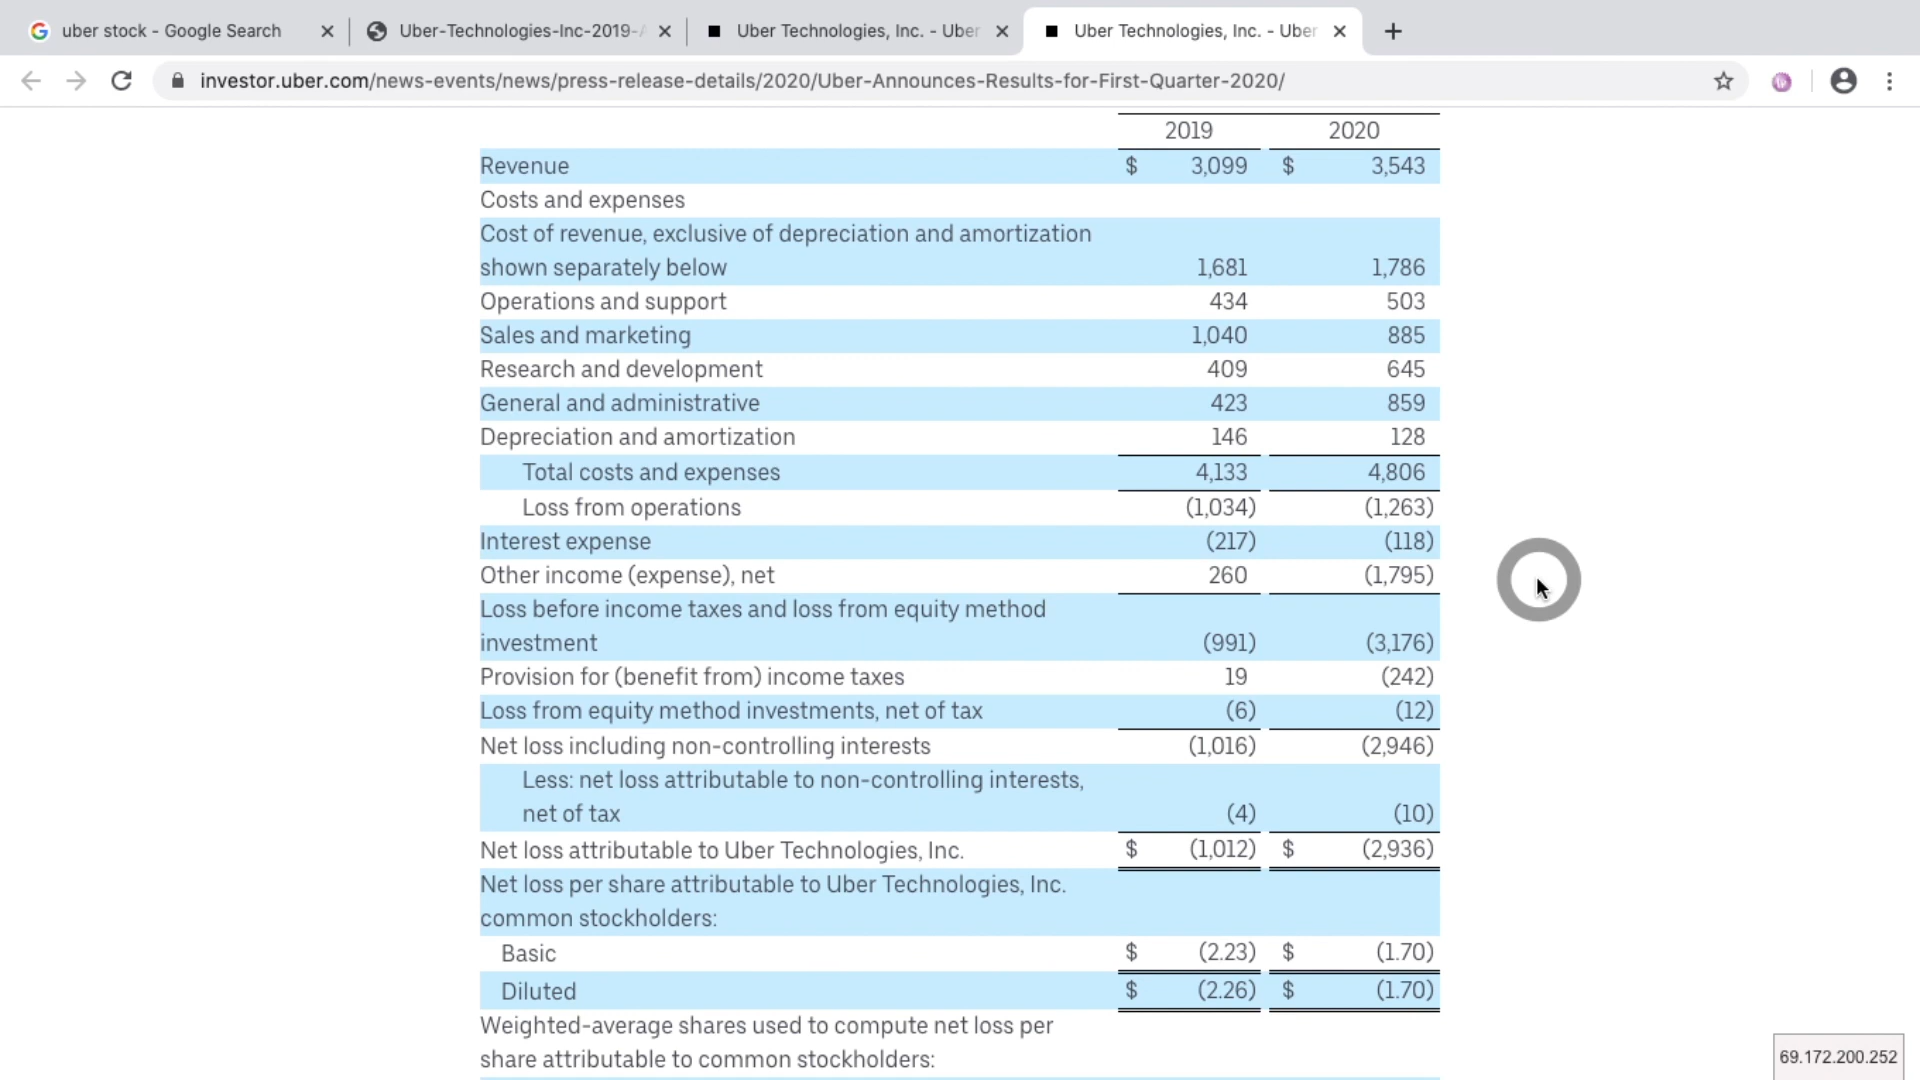 uber stock - Google Search
Uber-Technologies-Inc-2019-
Uber Technologies, Inc. - Uber
Uber Technologies, Inc. - Uber
investor.uber.com/news-events/news/press-release-details/2020/Uber-Announces-Results-for-First-Quarter-2020/
2019 2020
Revenue $ 3,099 $ 3,543
Costs and expenses
Cost of revenue, exclusive of depreciation and amortization
shown separately below 1,681 1,786
Operations and support 434 503
Sales and marketing 1,040 885
Research and development 409 645
General and administrative 423 859
Depreciation and amortization 146 128
Total costs and expenses 4,133 4,806
Loss from operations (1,034) (1,263)
Interest expense (217) (118)
Other income (expense), net 260 (1,795)
Loss before income taxes and loss from equity method
investment (991) (3,176)
Provision for (benefit from) income taxes 19 (242)
Loss from equity method investments, net of tax (6) (12)
Net loss including non-controlling interests (1,016) (2,946)
Less: net loss attributable to non-controlling interests,
net of tax (4) (10)
Net loss attributable to Uber Technologies, Inc. $ (1,012) $ (2,936)
Net loss per share attributable to Uber Technologies, Inc.
common stockholders:
Basic $ (2.23) $ (1.70)
Diluted $ (2.26) $ (1.70)
Weighted-average shares used to compute net loss per
share attributable to common stockholders:
69.172.200.252